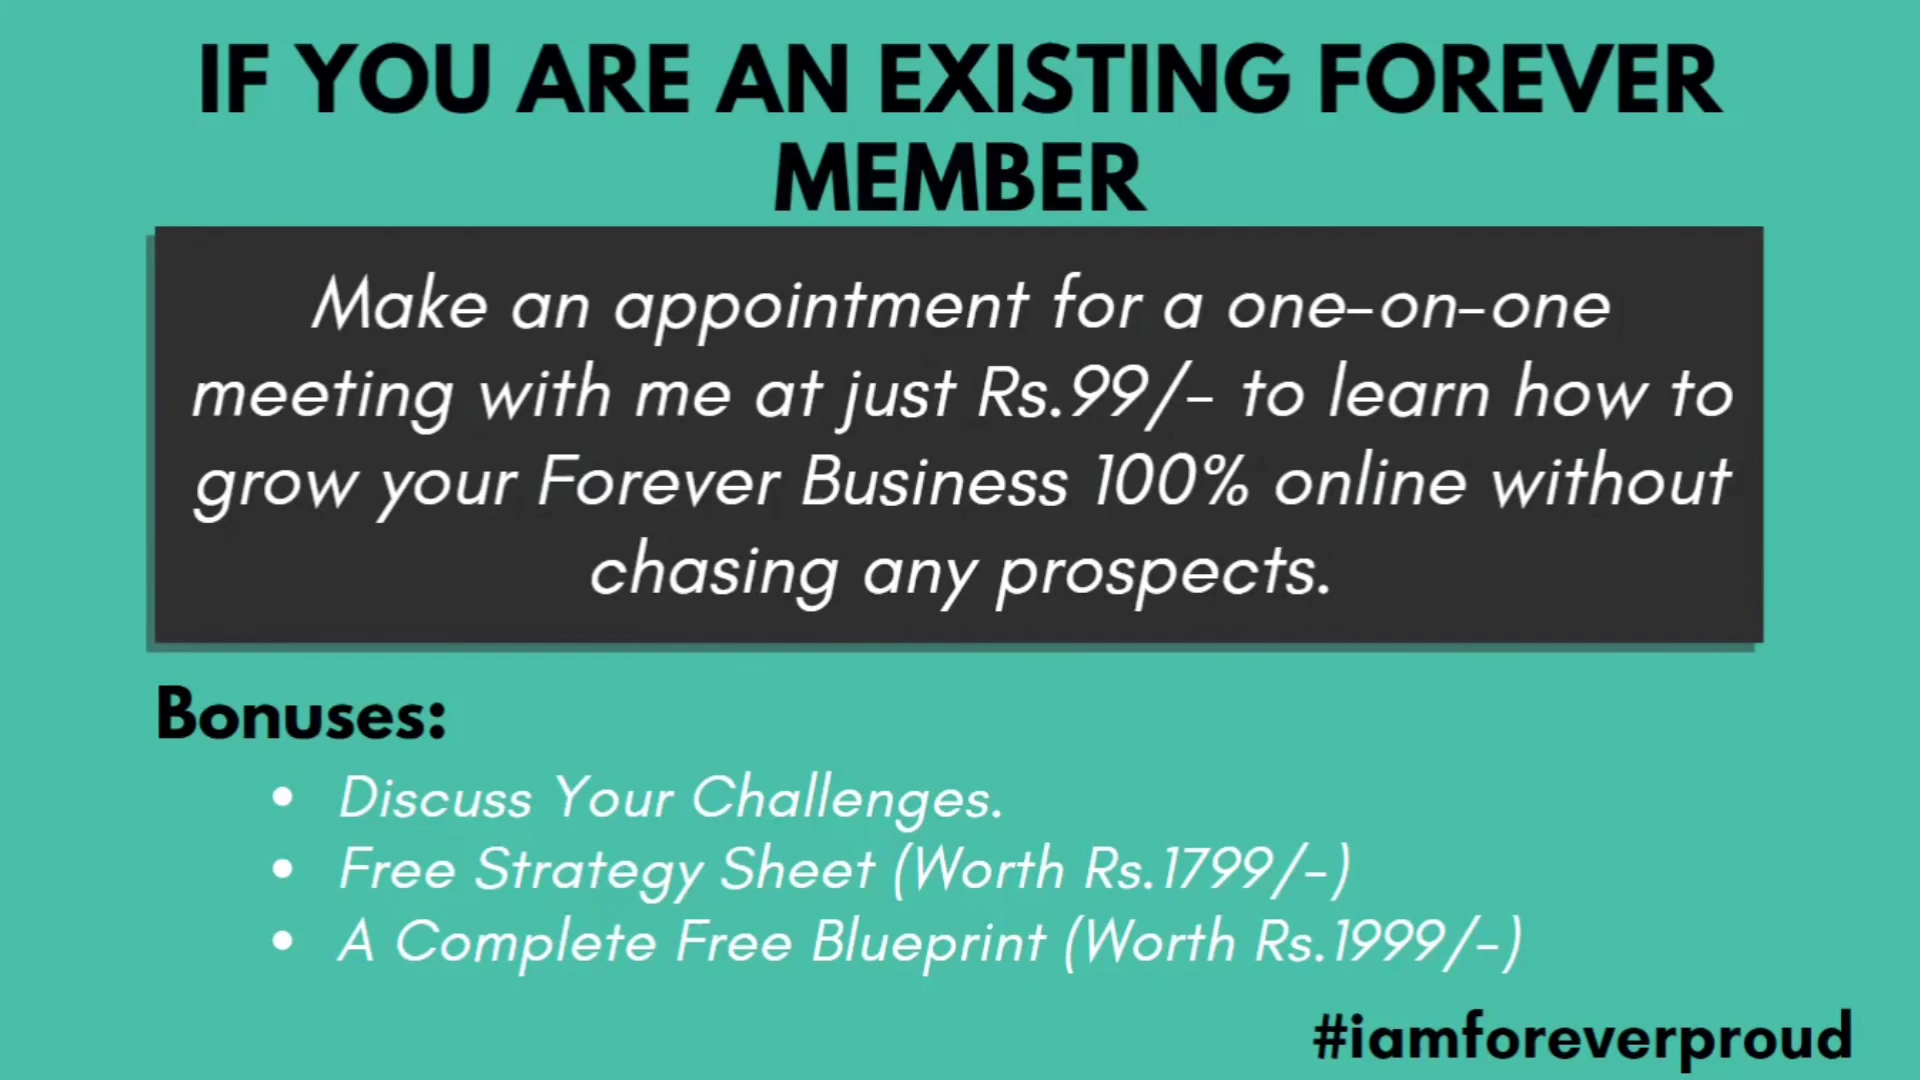 IF YOU ARE AN EXISTING FOREVER
MEMBER
Make an appointment for a one-on-one
meeting with me at just Rs.99/- to learn how to
grow your Forever Business 100% online without
chasing any prospects.
Bonuses:
• Discuss Your Challenges.
• Free Strategy Sheet (Worth Rs.1799/-)
• A Complete Free Blueprint (Worth Rs.1999/-)
#iamforeverproud